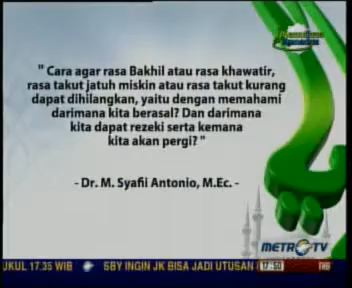 " Cara agar rasa Bakhil atau rasa khawatir,
rasa takut jatuh miskin atau rasa takut kurang
dapat dihilangkan, yaitu dengan memahami
darimana kita berasal? Dan darimana
kita dapat rezeki serta kemana
kita akan pergi? "
- Dr. M. Syafii Antonio, M.Ec. -
METRO TV
UKUL 17.35 WIB
SBY INGIN JK BISA JADI UTUSAN
17:50